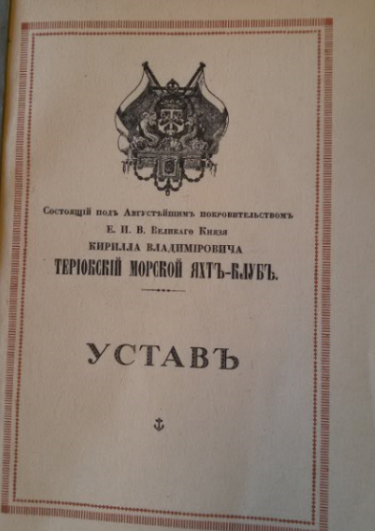 Состоящій подъ Августѣйшимъ покровительствомъ
Е. И. В. Великаго Князя
КИРИЛЛА ВЛАДИМІРОВИЧА
ТЕРІОКСКІЙ МОРСКОЙ ЯХТЪ-КЛУБЪ.
УСТАВЪ